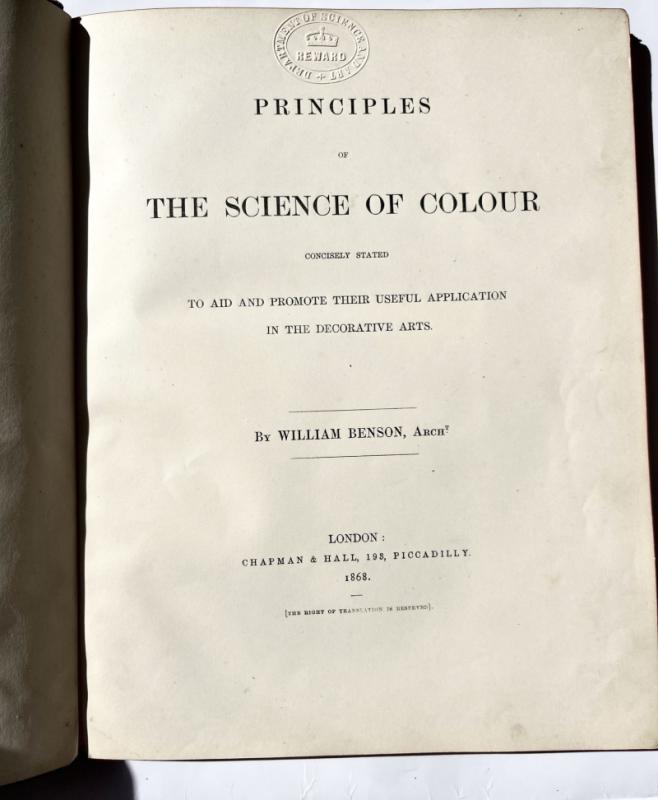 DEPARTMENT OF SCIENCE AND ART
REWARD
PRINCIPLES
OF
THE SCIENCE OF COLOUR
CONCISELY STATED
TO AID AND PROMOTE THEIR USEFUL APPLICATION
IN THE DECORATIVE ARTS.
By WILLIAM BENSON, Archᵀ
LONDON:
CHAPMAN & HALL, 193, PICCADILLY.
1868.
[THE RIGHT OF TRANSLATION IS RESERVED].